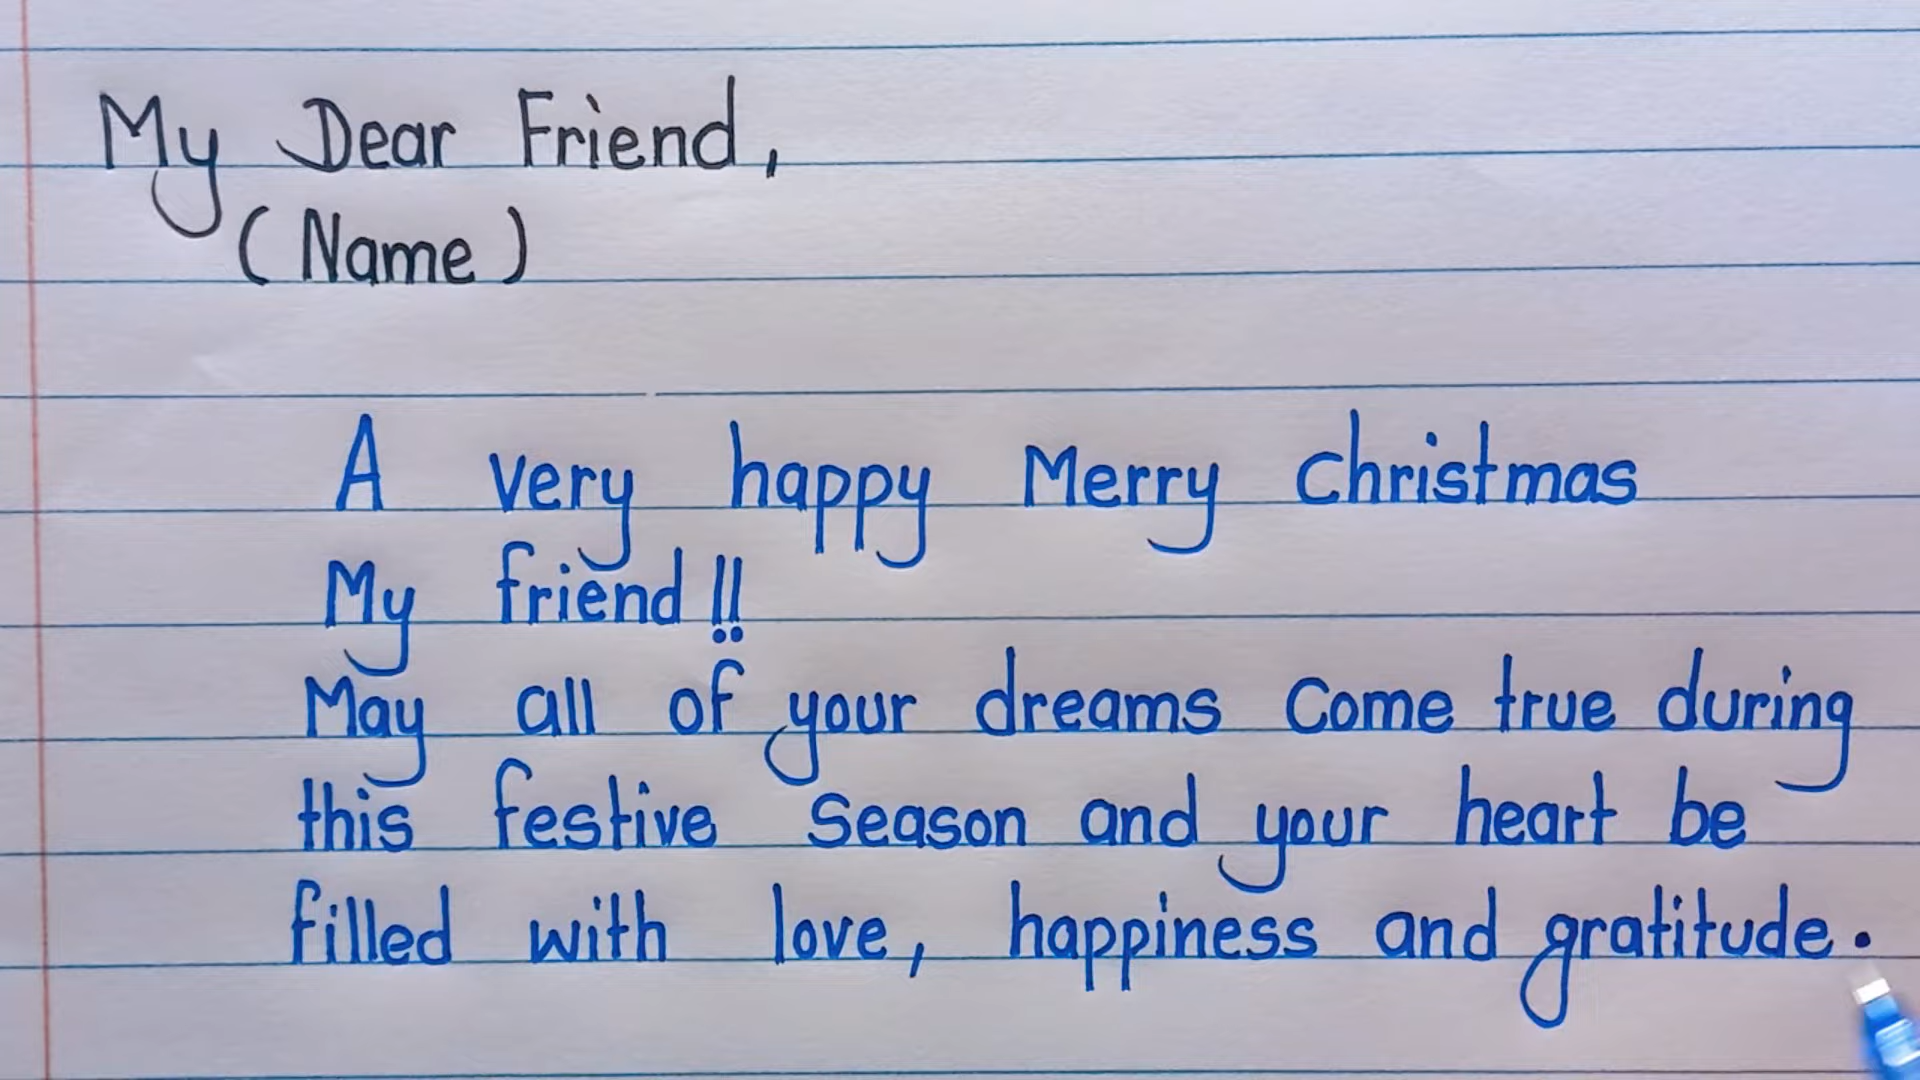 My Dear Friend,
(Name)
A very happy Merry christmas
My friend!!
May all of your dreams come true during
this festive season and your heart be
filled with love, happiness and gratitude.